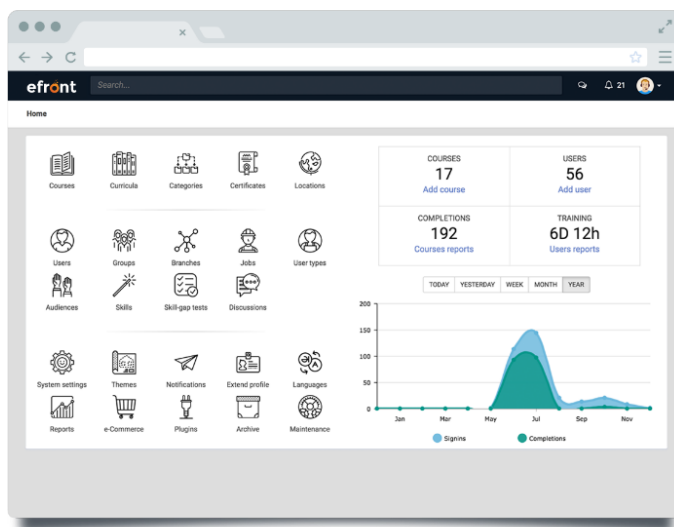 efront
Search...
21
Home
Courses Curricula Categories Certificates Locations
Users Groups Branches Jobs User types
Audiences Skills Skill-gap tests Discussions
System settings Themes Notifications Extend profile Languages
Reports e-Commerce Plugins Archive Maintenance
COURSES
17
Add course
USERS
56
Add user
COMPLETIONS
192
Courses reports
TRAINING
6D 12h
Users reports
TODAY YESTERDAY WEEK MONTH YEAR
200
150
100
50
0
Jan Mar May Jul Sep Nov
Signins Completions